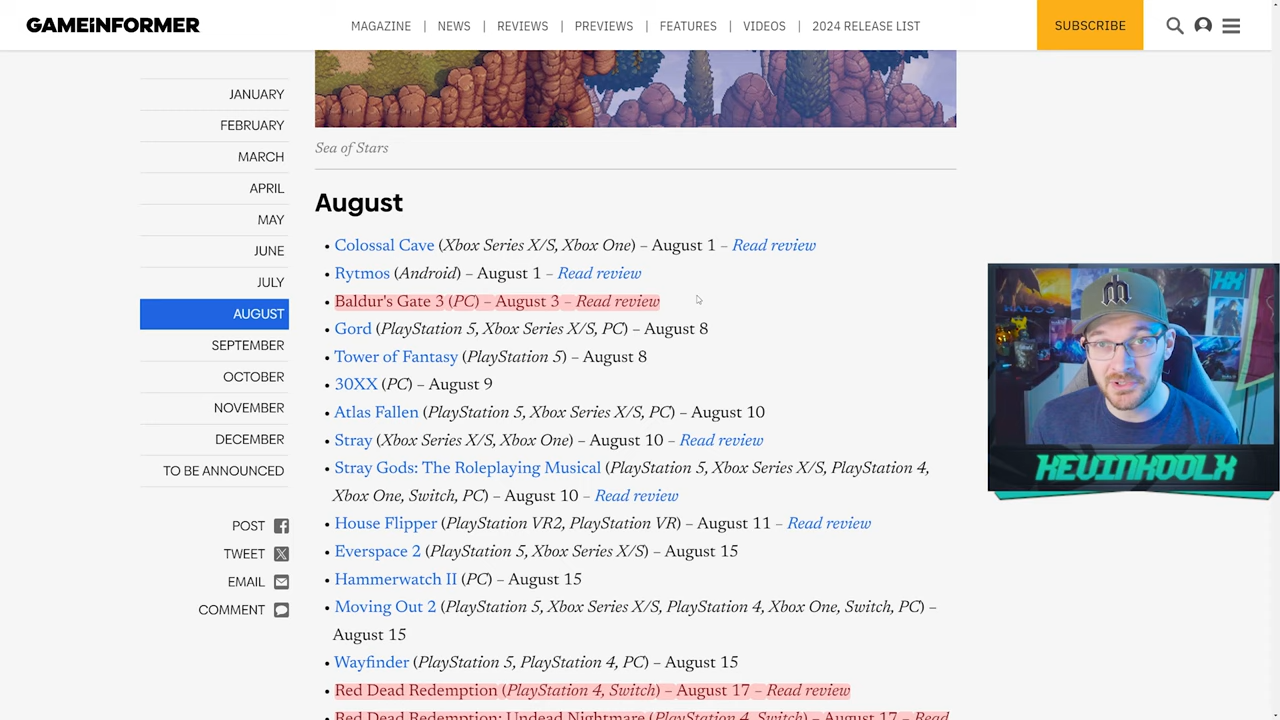 GAMEiNFORMER
MAGAZINE | NEWS | REVIEWS | PREVIEWS | FEATURES | VIDEOS | 2024 RELEASE LIST
SUBSCRIBE
JANUARY
FEBRUARY
MARCH
APRIL
MAY
JUNE
JULY
AUGUST
SEPTEMBER
OCTOBER
NOVEMBER
DECEMBER
TO BE ANNOUNCED
POST
TWEET
EMAIL
COMMENT
Sea of Stars
August
• Colossal Cave (Xbox Series X/S, Xbox One) – August 1 – Read review
• Rytmos (Android) – August 1 – Read review
• Baldur's Gate 3 (PC) – August 3 – Read review
• Gord (PlayStation 5, Xbox Series X/S, PC) – August 8
• Tower of Fantasy (PlayStation 5) – August 8
• 30XX (PC) – August 9
• Atlas Fallen (PlayStation 5, Xbox Series X/S, PC) – August 10
• Stray (Xbox Series X/S, Xbox One) – August 10 – Read review
• Stray Gods: The Roleplaying Musical (PlayStation 5, Xbox Series X/S, PlayStation 4,
Xbox One, Switch, PC) – August 10 – Read review
• House Flipper (PlayStation VR2, PlayStation VR) – August 11 – Read review
• Everspace 2 (PlayStation 5, Xbox Series X/S) – August 15
• Hammerwatch II (PC) – August 15
• Moving Out 2 (PlayStation 5, Xbox Series X/S, PlayStation 4, Xbox One, Switch, PC) –
August 15
• Wayfinder (PlayStation 5, PlayStation 4, PC) – August 15
• Red Dead Redemption (PlayStation 4, Switch) – August 17 – Read review
• Red Dead Redemption: Undead Nightmare (PlayStation 4, Switch) – August 17 – Read
KEVINKOOLX